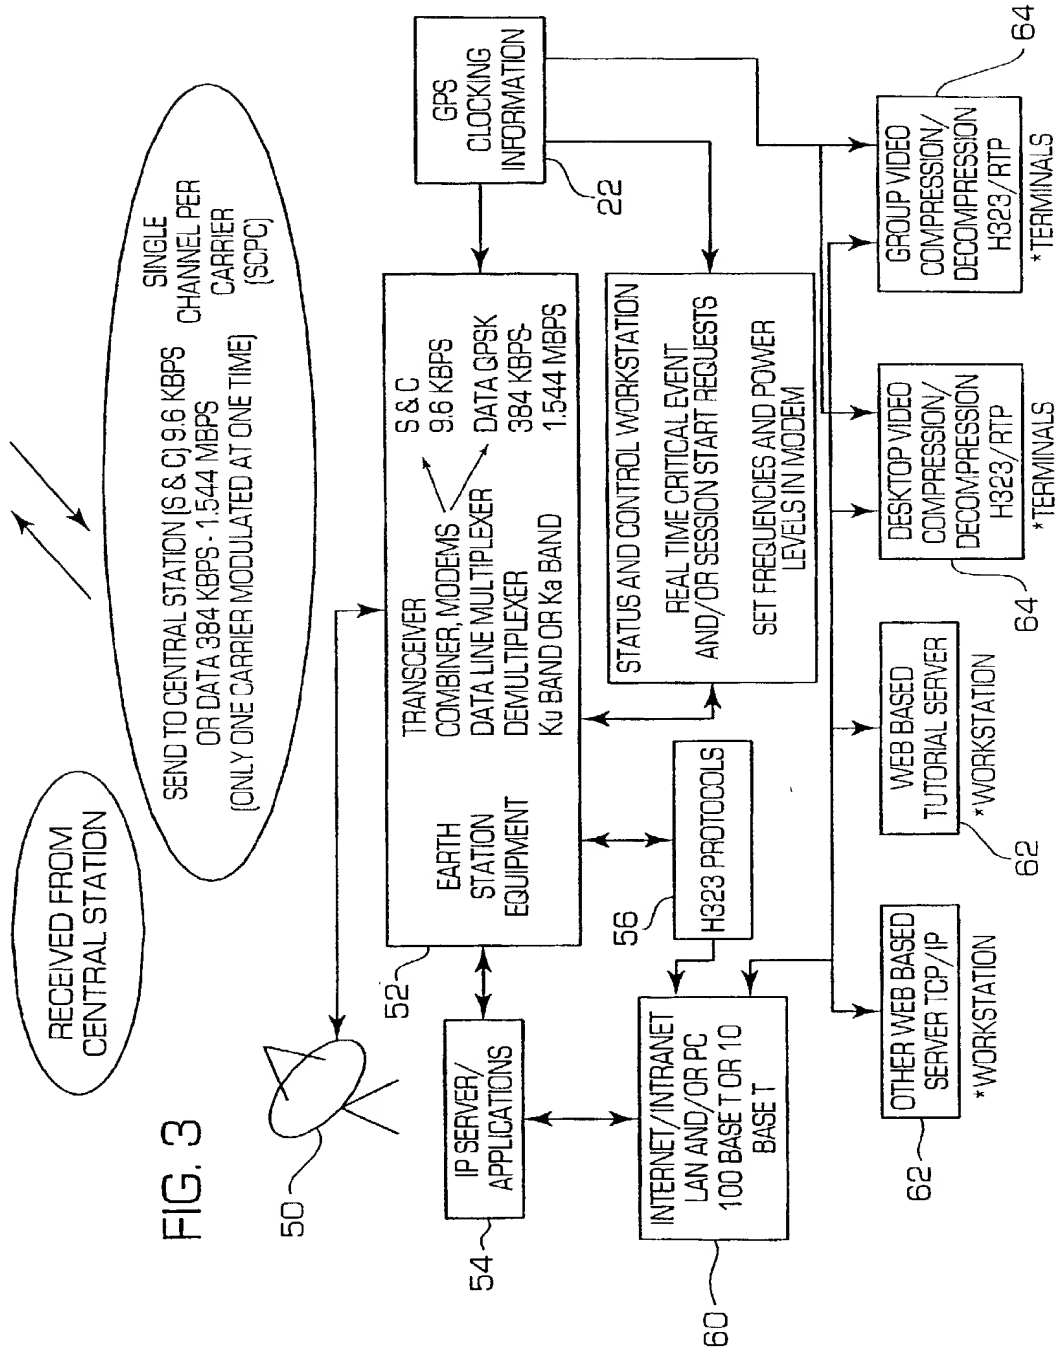 FIG. 3
RECEIVED FROM
CENTRAL STATION
SEND TO CENTRAL STATION (S & C) 9.6 KBPS
OR DATA 384 KBPS - 1.544 MBPS
(ONLY ONE CARRIER MODULATED AT ONE TIME)
SINGLE
CHANNEL PER
CARRIER
(SCPC)
50
52
EARTH
STATION
EQUIPMENT
TRANSCEIVER
COMBINER, MODEMS
DATA LINE MULTIPLEXER
DEMULTIPLEXER
Ku BAND OR Ka BAND
S & C
9.6 KBPS
DATA QPSK
384 KBPS-
1.544 MBPS
GPS
CLOCKING
INFORMATION
22
54
IP SERVER/
APPLICATIONS
56
H323 PROTOCOLS
STATUS AND CONTROL WORKSTATION
REAL TIME CRITICAL EVENT
AND/OR SESSION START REQUESTS
SET FREQUENCIES AND POWER
LEVELS IN MODEM
60
INTERNET/INTRANET
LAN AND/OR PC
100 BASE T OR 10
BASE T
62
OTHER WEB BASED
SERVER TCP/IP
*WORKSTATION
62
WEB BASED
TUTORIAL SERVER
*WORKSTATION
64
DESKTOP VIDEO
COMPRESSION/
DECOMPRESSION
H323/RTP
*TERMINALS
64
GROUP VIDEO
COMPRESSION/
DECOMPRESSION
H323/RTP
*TERMINALS